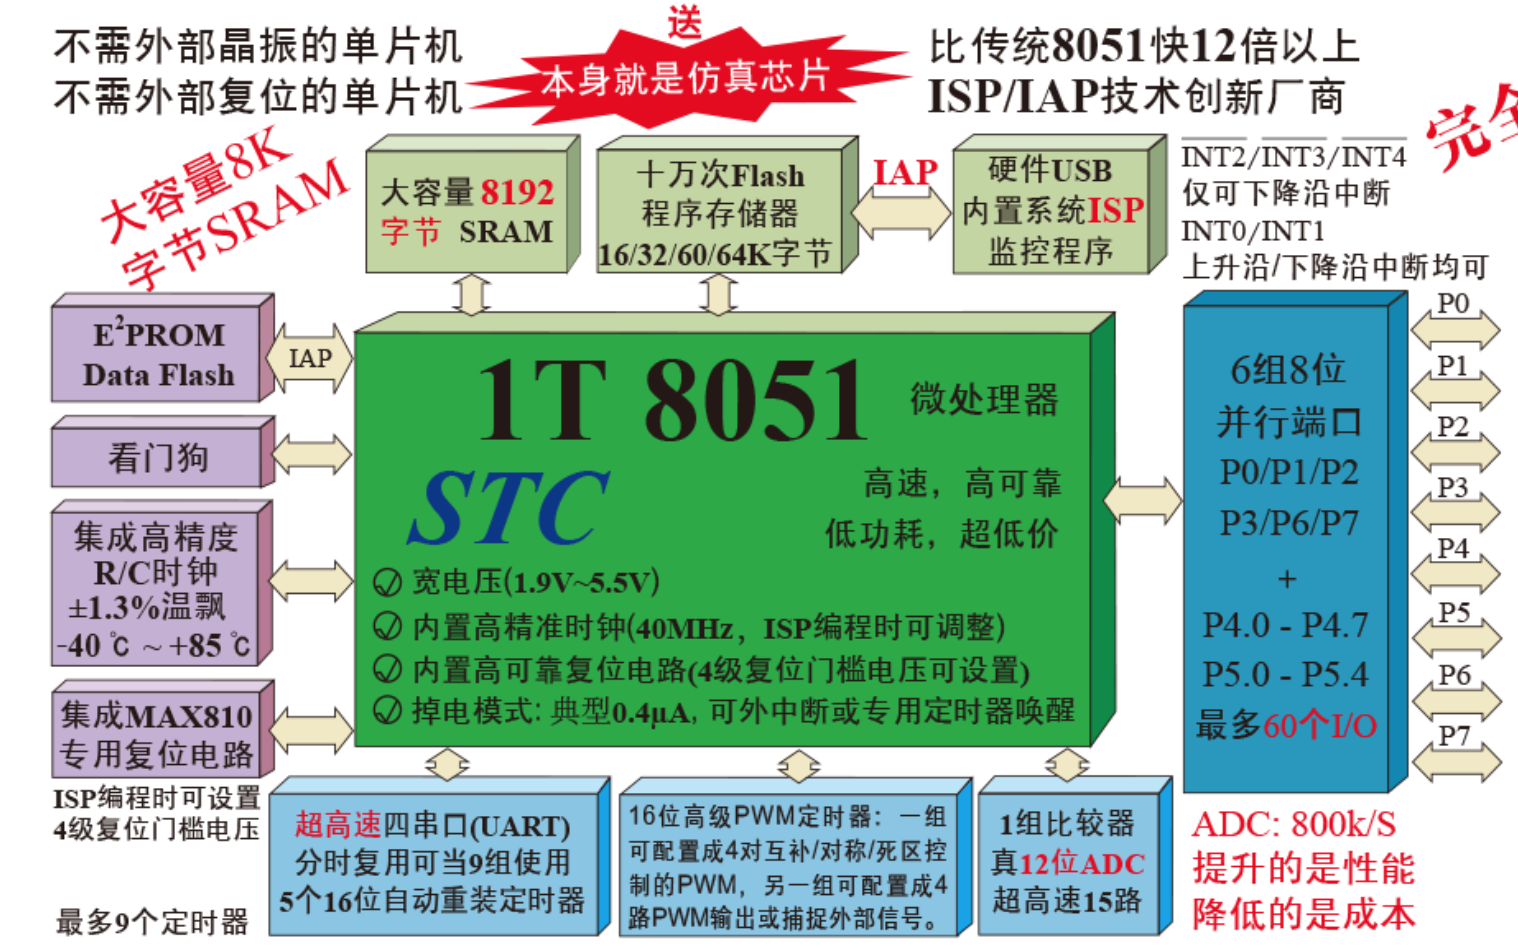 不需外部晶振的单片机
不需外部复位的单片机
送
本身就是仿真芯片
比传统8051快12倍以上
ISP/IAP技术创新厂商
完全
大容量8K
字节SRAM
大容量 8192
字节 SRAM
十万次Flash
程序存储器
16/32/60/64K字节
IAP
硬件USB
内置系统ISP
监控程序
INT2/INT3/INT4
仅可下降沿中断
INT0/INT1
上升沿/下降沿中断均可
E²PROM
Data Flash
IAP
看门狗
集成高精度
R/C时钟
±1.3%温飘
-40℃ ~ +85℃
集成MAX810
专用复位电路
ISP编程时可设置
4级复位门槛电压
最多9个定时器
1T 8051 微处理器
STC
高速，高可靠
低功耗，超低价
宽电压(1.9V~5.5V)
内置高精准时钟(40MHz，ISP编程时可调整)
内置高可靠复位电路(4级复位门槛电压可设置)
掉电模式: 典型0.4μA, 可外中断或专用定时器唤醒
6组8位
并行端口
P0/P1/P2
P3/P6/P7
+
P4.0 - P4.7
P5.0 - P5.4
最多60个I/O
P0
P1
P2
P3
P4
P5
P6
P7
超高速四串口(UART)
分时复用可当9组使用
5个16位自动重装定时器
16位高级PWM定时器：一组
可配置成4对互补/对称/死区控
制的PWM，另一组可配置成4
路PWM输出或捕捉外部信号。
1组比较器
真12位ADC
超高速15路
ADC: 800k/S
提升的是性能
降低的是成本